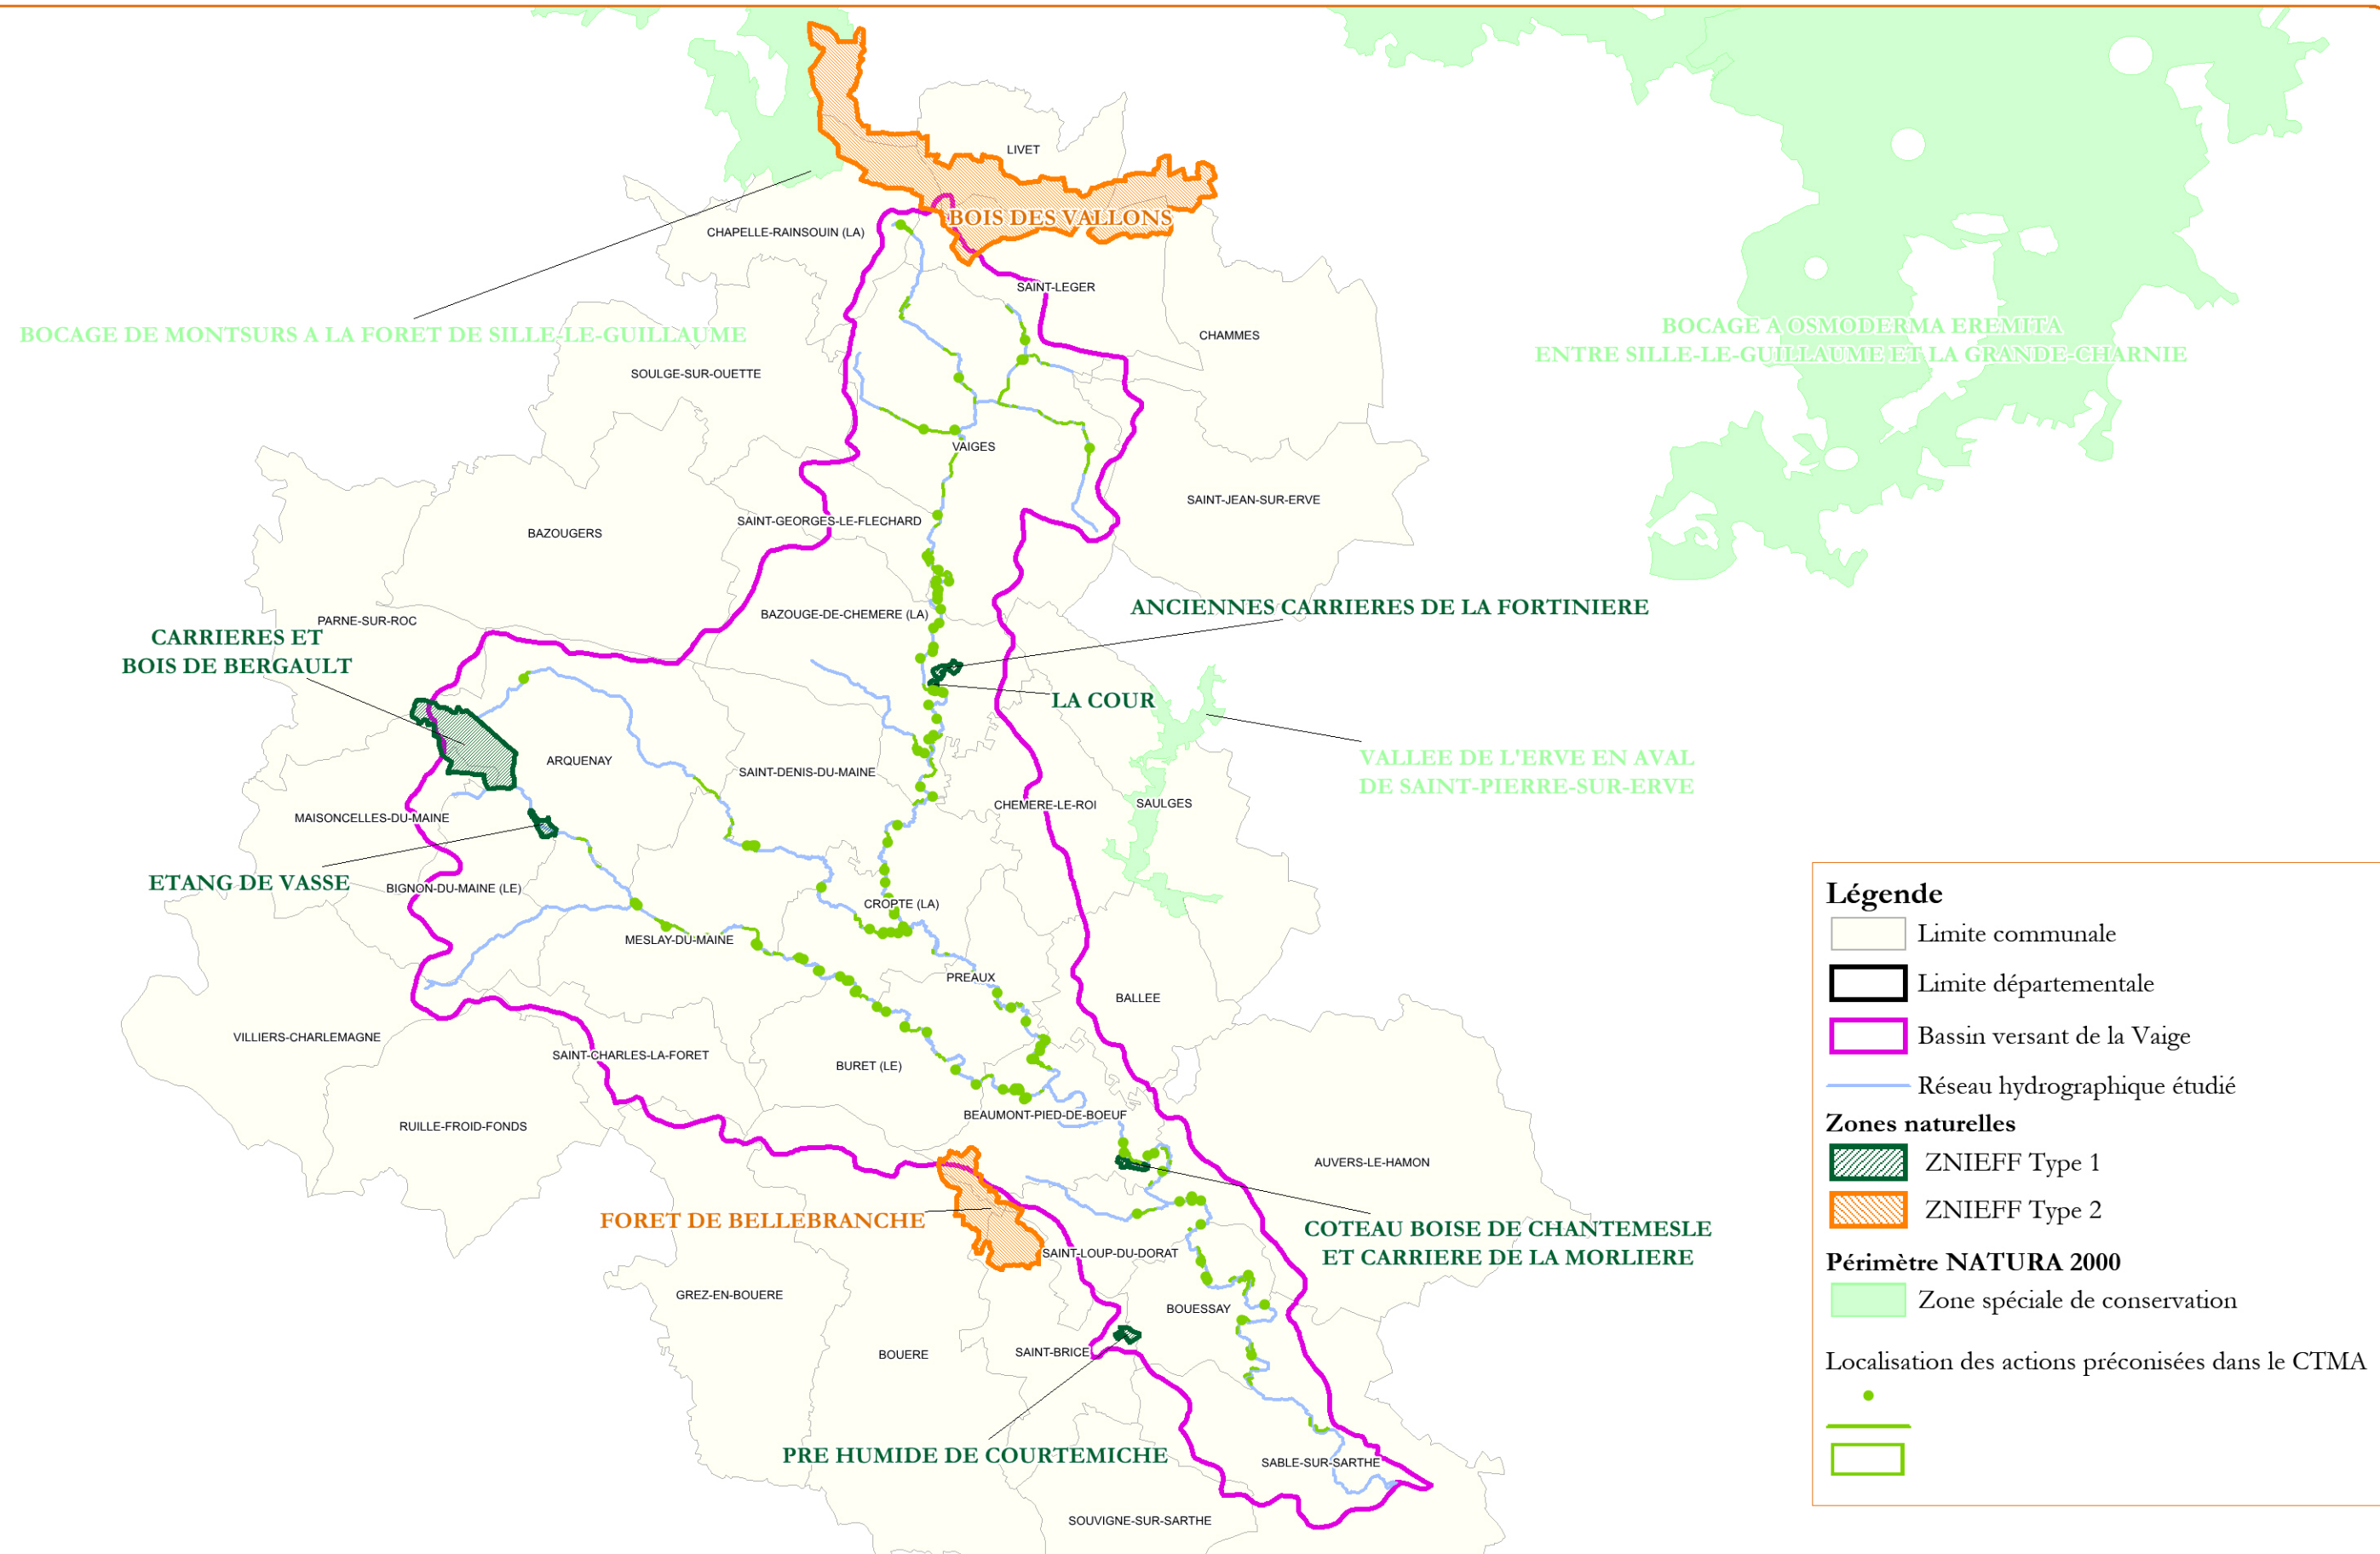 LIVET
BOIS DES VALLONS
CHAPELLE-RAINSOUIN (LA)
SAINT-LEGER
BOCAGE DE MONTSURS A LA FORET DE SILLE-LE-GUILLAUME
CHAMMES
BOCAGE A OSMODERMA EREMITA
ENTRE SILLE-LE-GUILLAUME ET LA GRANDE-CHARNIE
SOULGE-SUR-OUETTE
VAIGES
SAINT-JEAN-SUR-ERVE
SAINT-GEORGES-LE-FLECHARD
BAZOUGERS
ANCIENNES CARRIERES DE LA FORTINIERE
BAZOUGE-DE-CHEMERE (LA)
PARNE-SUR-ROC
CARRIERES ET
BOIS DE BERGAULT
LA COUR
VALLEE DE L'ERVE EN AVAL
DE SAINT-PIERRE-SUR-ERVE
ARQUENAY
SAINT-DENIS-DU-MAINE
CHEMERE-LE-ROI
SAULGES
MAISONCELLES-DU-MAINE
ETANG DE VASSE
BIGNON-DU-MAINE (LE)
CROPTE (LA)
MESLAY-DU-MAINE
PREAUX
BALLEE
VILLIERS-CHARLEMAGNE
SAINT-CHARLES-LA-FORET
BURET (LE)
BEAUMONT-PIED-DE-BOEUF
RUILLE-FROID-FONDS
AUVERS-LE-HAMON
FORET DE BELLEBRANCHE
COTEAU BOISE DE CHANTEMESLE
ET CARRIERE DE LA MORLIERE
SAINT-LOUP-DU-DORAT
GREZ-EN-BOUERE
BOUESSAY
BOUERE
SAINT-BRICE
PRE HUMIDE DE COURTEMICHE
SABLE-SUR-SARTHE
SOUVIGNE-SUR-SARTHE
Légende
Limite communale
Limite départementale
Bassin versant de la Vaige
Réseau hydrographique étudié
Zones naturelles
ZNIEFF Type 1
ZNIEFF Type 2
Périmètre NATURA 2000
Zone spéciale de conservation
Localisation des actions préconisées dans le CTMA